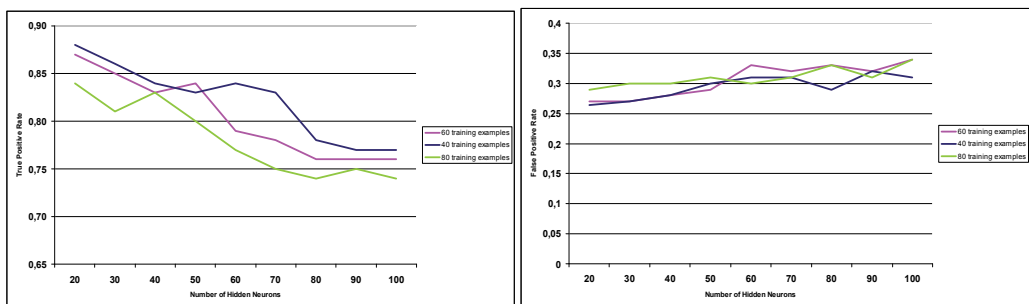 0,90
0,85
0,80
0,75
0,70
0,65
True Positive Rate
20 30 40 50 60 70 80 90 100
Number of Hidden Neurons
60 training examples
40 training examples
80 training examples
0,4
0,35
0,3
0,25
0,2
0,15
0,1
0,05
0
False Positive Rate
20 30 40 50 60 70 80 90 100
Number of Hidden Neurons
60 training examples
40 training examples
80 training examples